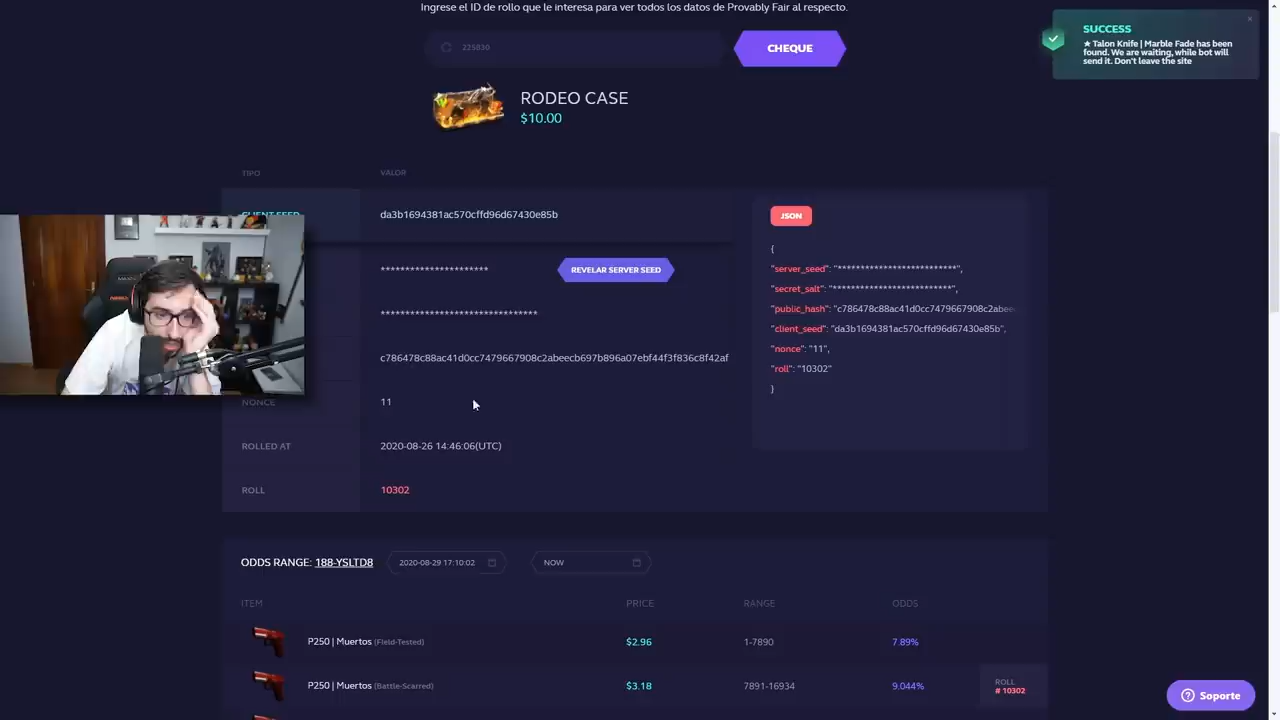 Ingrese el ID de rollo que le interesa para ver todos los datos de Provably Fair al respecto.
225830
CHEQUE
SUCCESS
★ Talon Knife | Marble Fade has been
found. We are waiting, while bot will
send it. Don't leave the site
RODEO CASE
$10.00
TIPO
VALOR
CLIENT SEED
da3b1694381ac570cffd96d67430e85b
JSON
{
"server_seed": "**************************",
"secret_salt": "**************************",
"public_hash": "c786478c88ac41d0cc7479667908c2abee
"client_seed": "da3b1694381ac570cffd96d67430e85b",
"nonce": "11",
"roll": "10302"
}
**********************
REVELAR SERVER SEED
********************************
c786478c88ac41d0cc7479667908c2abeecb697b896a07ebf44f3f836c8f42af
NONCE
11
ROLLED AT
2020-08-26 14:46:06(UTC)
ROLL
10302
ODDS RANGE: 188-YSLTD8
2020-08-29 17:10:02
NOW
ITEM
PRICE
RANGE
ODDS
P250 | Muertos (Field-Tested)
$2.96
1-7890
7.89%
P250 | Muertos (Battle-Scarred)
$3.18
7891-16934
9.044%
ROLL
# 10302
Soporte